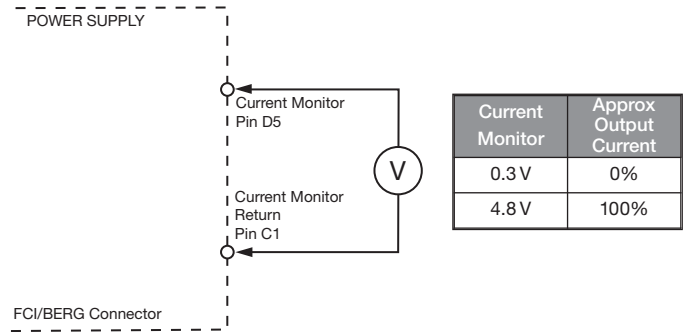 POWER SUPPLY
Current Monitor
Pin D5
V
Current Monitor
Return
Pin C1
FCI/BERG Connector
Current Monitor
Approx Output Current
0.3 V
0%
4.8 V
100%